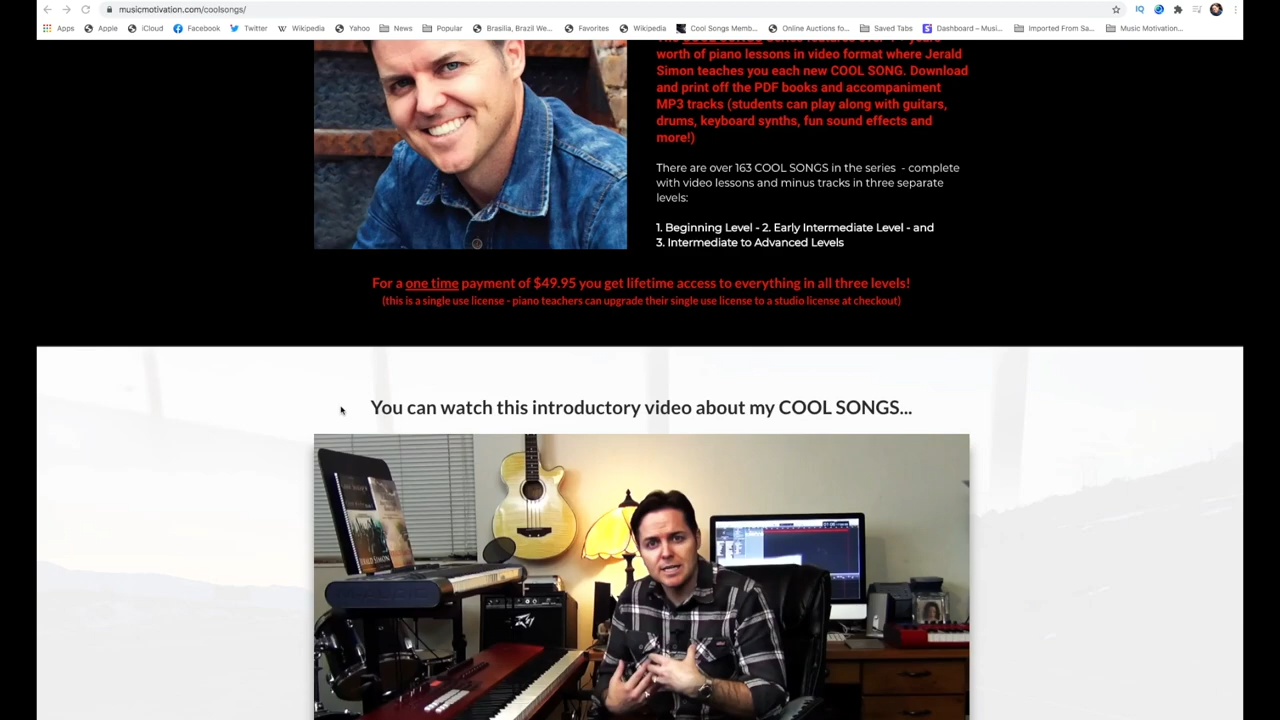 musicmotivation.com/coolsongs/
Apps Apple iCloud Facebook Twitter Wikipedia Yahoo News Popular Brasilia, Brazil We... Favorites Wikipedia Cool Songs Memb... Online Auctions fo... Saved Tabs Dashboard – Musi... Imported From Sa... Music Motivation...
worth of piano lessons in video format where Jerald
Simon teaches you each new COOL SONG. Download
and print off the PDF books and accompaniment
MP3 tracks (students can play along with guitars,
drums, keyboard synths, fun sound effects and
more!)
There are over 163 COOL SONGS in the series - complete
with video lessons and minus tracks in three separate
levels:
1. Beginning Level - 2. Early Intermediate Level - and
3. Intermediate to Advanced Levels
For a one time payment of $49.95 you get lifetime access to everything in all three levels!
(this is a single use license - piano teachers can upgrade their single use license to a studio license at checkout)
You can watch this introductory video about my COOL SONGS...